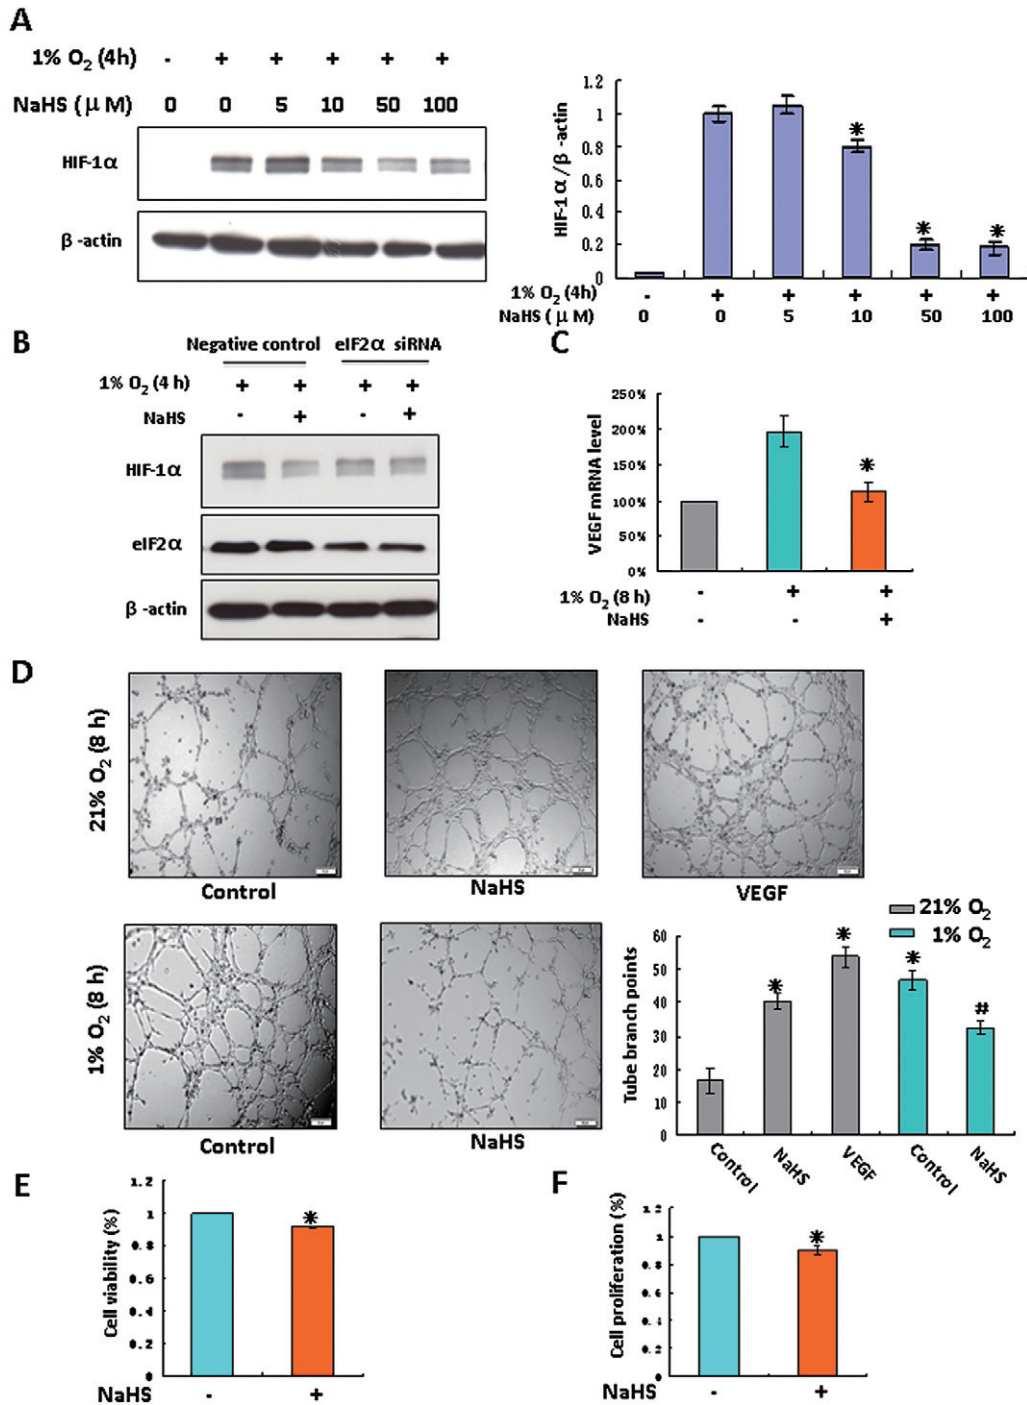 A
1% O2 (4h) - + + + + +
NaHS (μ M) 0 0 5 10 50 100
HIF-1α
β -actin
HIF-1 α / β -actin
1.2
1
0.8
0.6
0.4
0.2
0
* * *
1% O2 (4h) - + + + + +
NaHS (μ M) 0 0 5 10 50 100
B
Negative control eIF2α siRNA
1% O2 (4 h) + + + +
NaHS - + - +
HIF-1α
eIF2α
β -actin
C
VEGF mRNA level
250%
200%
150%
100%
50%
0%
*
1% O2 (8 h) - + +
NaHS - - +
D
21% O2 (8 h)
Control NaHS VEGF
1% O2 (8 h)
Control NaHS
21% O2
1% O2
Tube branch points
60
50
40
30
20
10
0
* * * #
Control NaHS VEGF Control NaHS
E
Cell viability (%)
1.2
1
0.8
0.6
0.4
0.2
0
*
NaHS - +
F
Cell proliferation (%)
1.2
1
0.8
0.6
0.4
0.2
0
*
NaHS - +